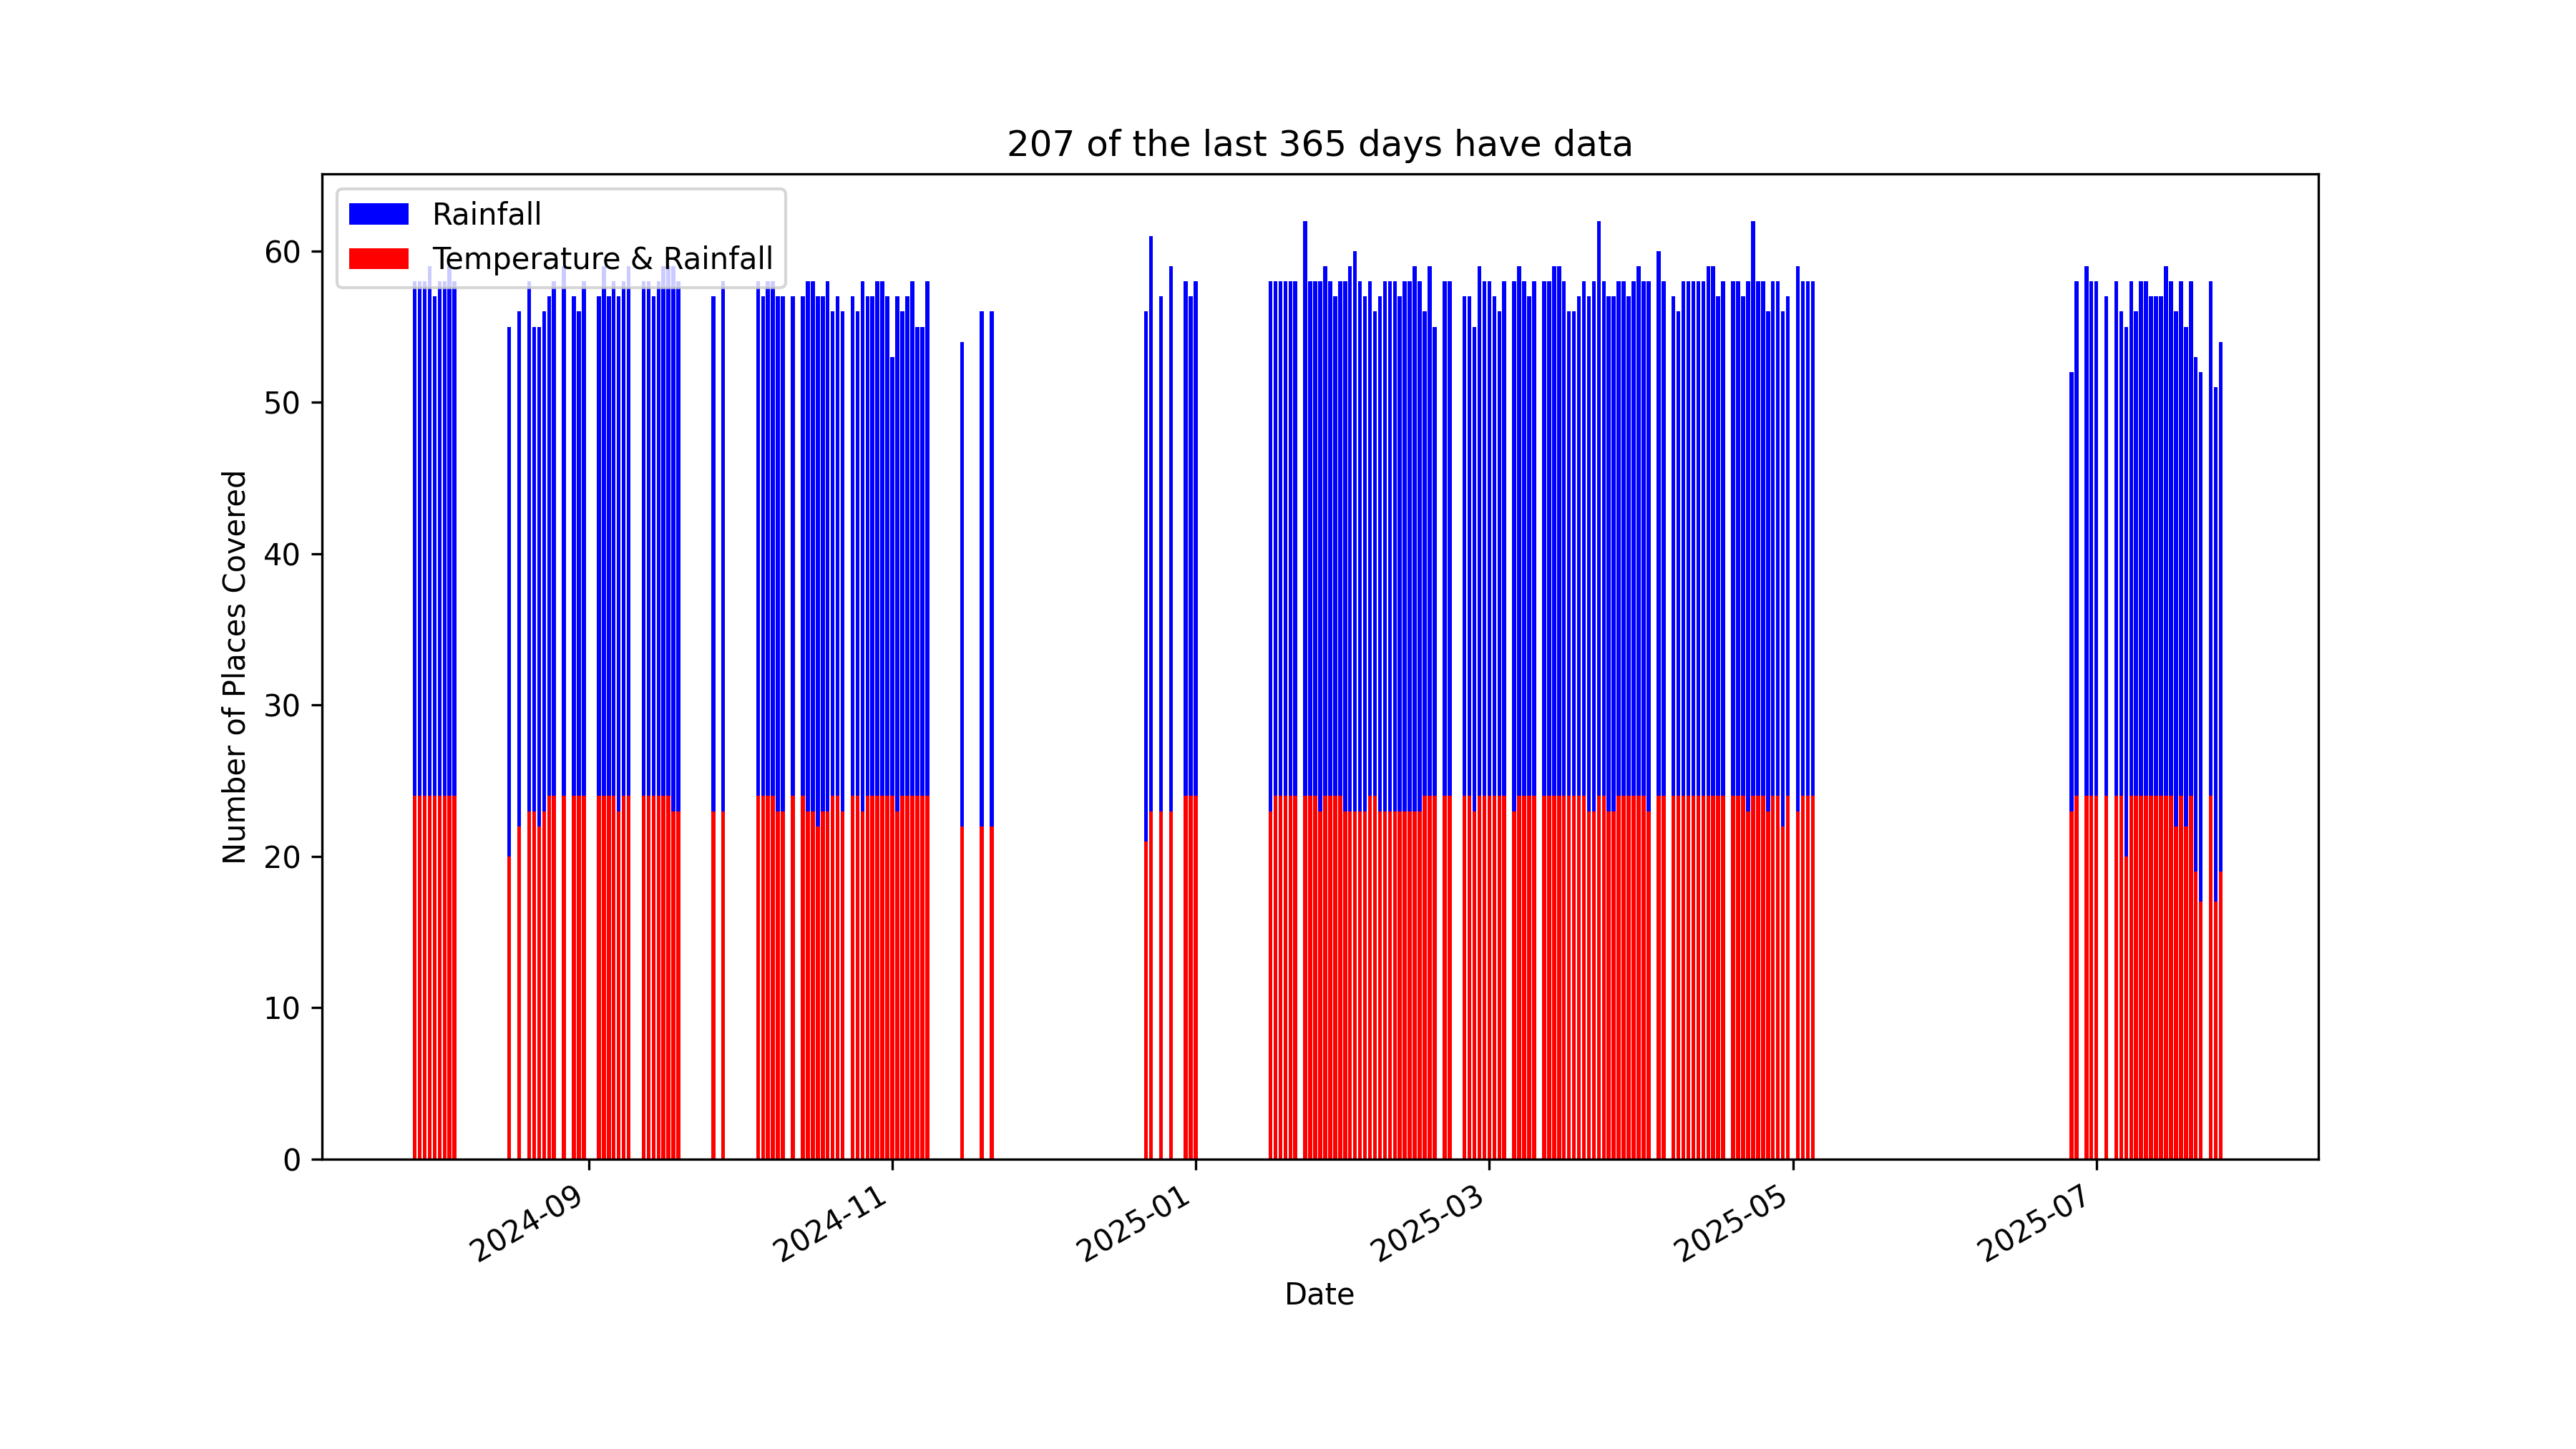 207 of the last 365 days have data
Rainfall
Temperature & Rainfall
Number of Places Covered
60
50
40
30
20
10
0
2024-09
2024-11
2025-01
2025-03
2025-05
2025-07
Date